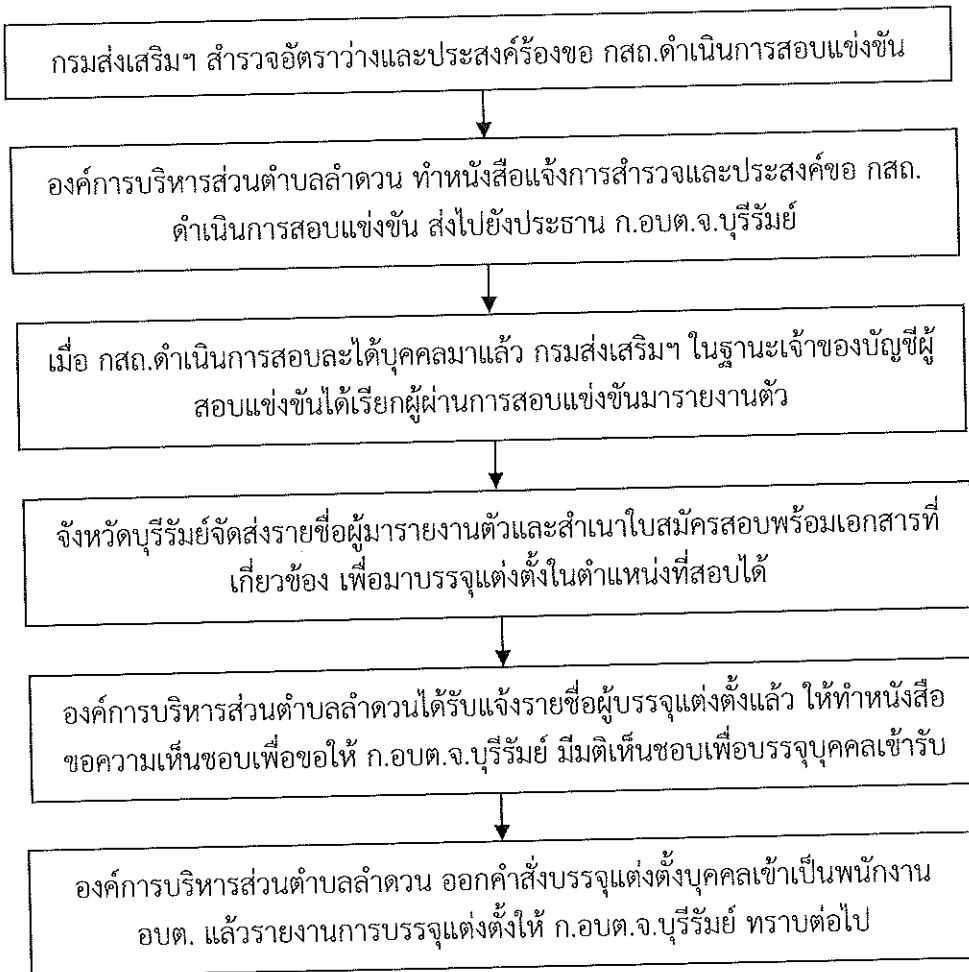 กรมส่งเสริมฯ สำรวจอัตราว่างและประสงค์ร้องขอ กสถ.ดำเนินการสอบแข่งขัน
องค์การบริหารส่วนตำบลลำดวน ทำหนังสือแจ้งการสำรวจและประสงค์ขอ กสถ.
ดำเนินการสอบแข่งขัน ส่งไปยังประธาน ก.อบต.จ.บุรีรัมย์
เมื่อ กสถ.ดำเนินการสอบละได้บุคคลมาแล้ว กรมส่งเสริมฯ ในฐานะเจ้าของบัญชีผู้
สอบแข่งขันได้เรียกผู้ผ่านการสอบแข่งขันมารายงานตัว
จังหวัดบุรีรัมย์จัดส่งรายชื่อผู้มารายงานตัวและสำเนาใบสมัครสอบพร้อมเอกสารที่
เกี่ยวข้อง เพื่อมาบรรจุแต่งตั้งในตำแหน่งที่สอบได้
องค์การบริหารส่วนตำบลลำดวนได้รับแจ้งรายชื่อผู้บรรจุแต่งตั้งแล้ว ให้ทำหนังสือ
ขอความเห็นชอบเพื่อขอให้ ก.อบต.จ.บุรีรัมย์ มีมติเห็นชอบเพื่อบรรจุบุคคลเข้ารับ
องค์การบริหารส่วนตำบลลำดวน ออกคำสั่งบรรจุแต่งตั้งบุคคลเข้าเป็นพนักงาน
อบต. แล้วรายงานการบรรจุแต่งตั้งให้ ก.อบต.จ.บุรีรัมย์ ทราบต่อไป